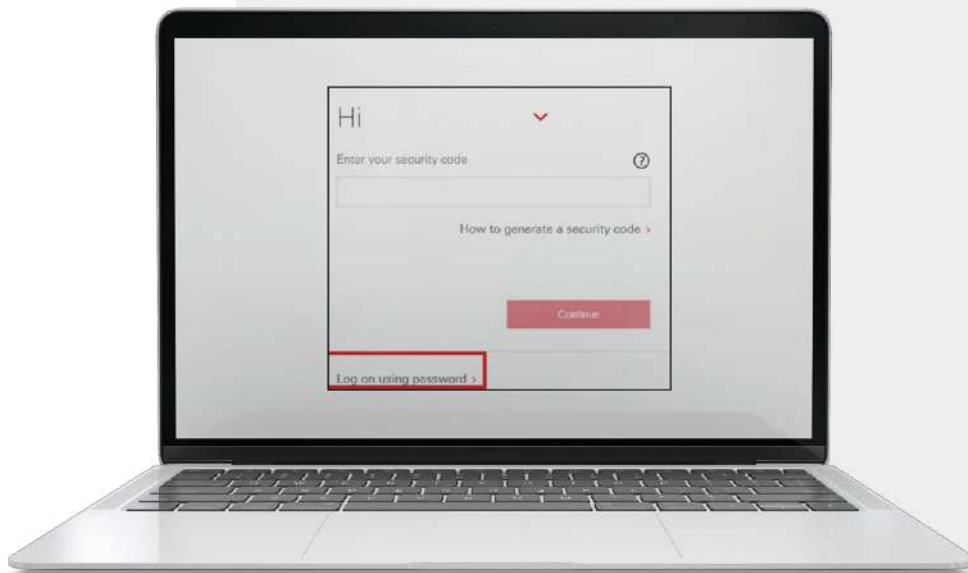 Hi
Enter your security code
?
How to generate a security code >
Continue
Log on using password >